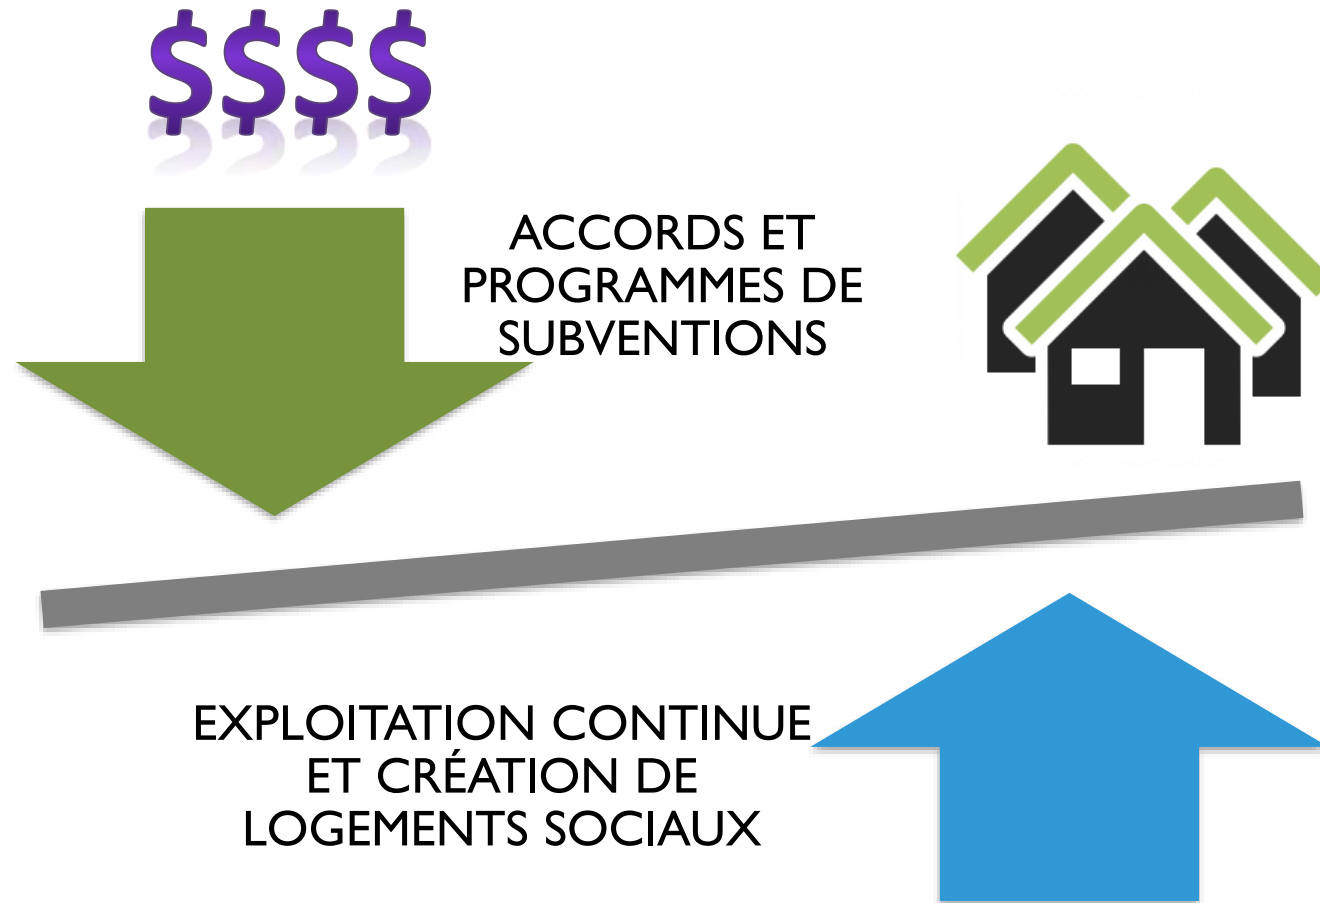 $$$$
ACCORDS ET
PROGRAMMES DE
SUBVENTIONS
EXPLOITATION CONTINUE
ET CRÉATION DE
LOGEMENTS SOCIAUX